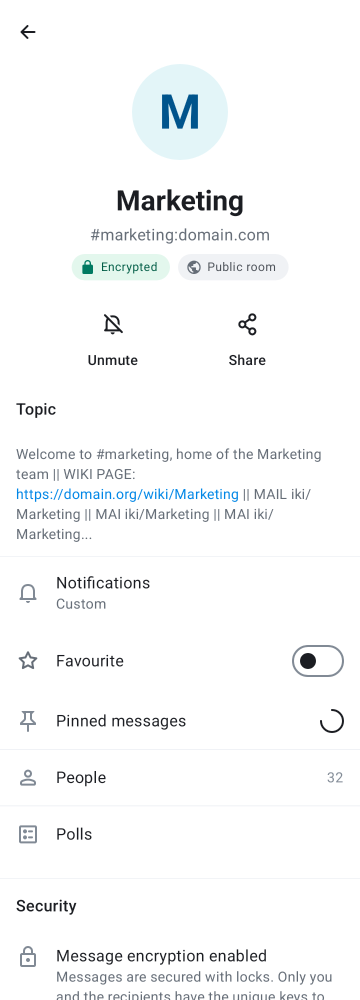 M
Marketing
#marketing:domain.com
Encrypted
Public room
Unmute
Share
Topic
Welcome to #marketing, home of the Marketing
team || WIKI PAGE:
https://domain.org/wiki/Marketing || MAIL iki/
Marketing || MAI iki/Marketing || MAI iki/
Marketing...
Notifications
Custom
Favourite
Pinned messages
People
32
Polls
Security
Message encryption enabled
Messages are secured with locks. Only you
and the recipients have the unique keys to